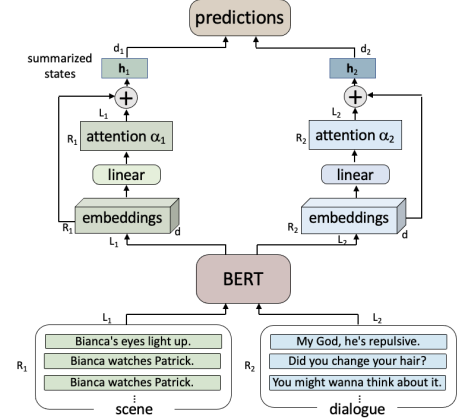 predictions
d1
d2
summarized
states
h1
h2
+
+
L1
L2
R1
attention α1
R2
attention α2
linear
linear
embeddings
embeddings
R1
d
R2
d
L1
L2
BERT
L1
L2
Bianca's eyes light up.
My God, he's repulsive.
R1
Bianca watches Patrick.
R2
Did you change your hair?
Bianca watches Patrick.
You might wanna think about it.
⋮
⋮
scene
dialogue